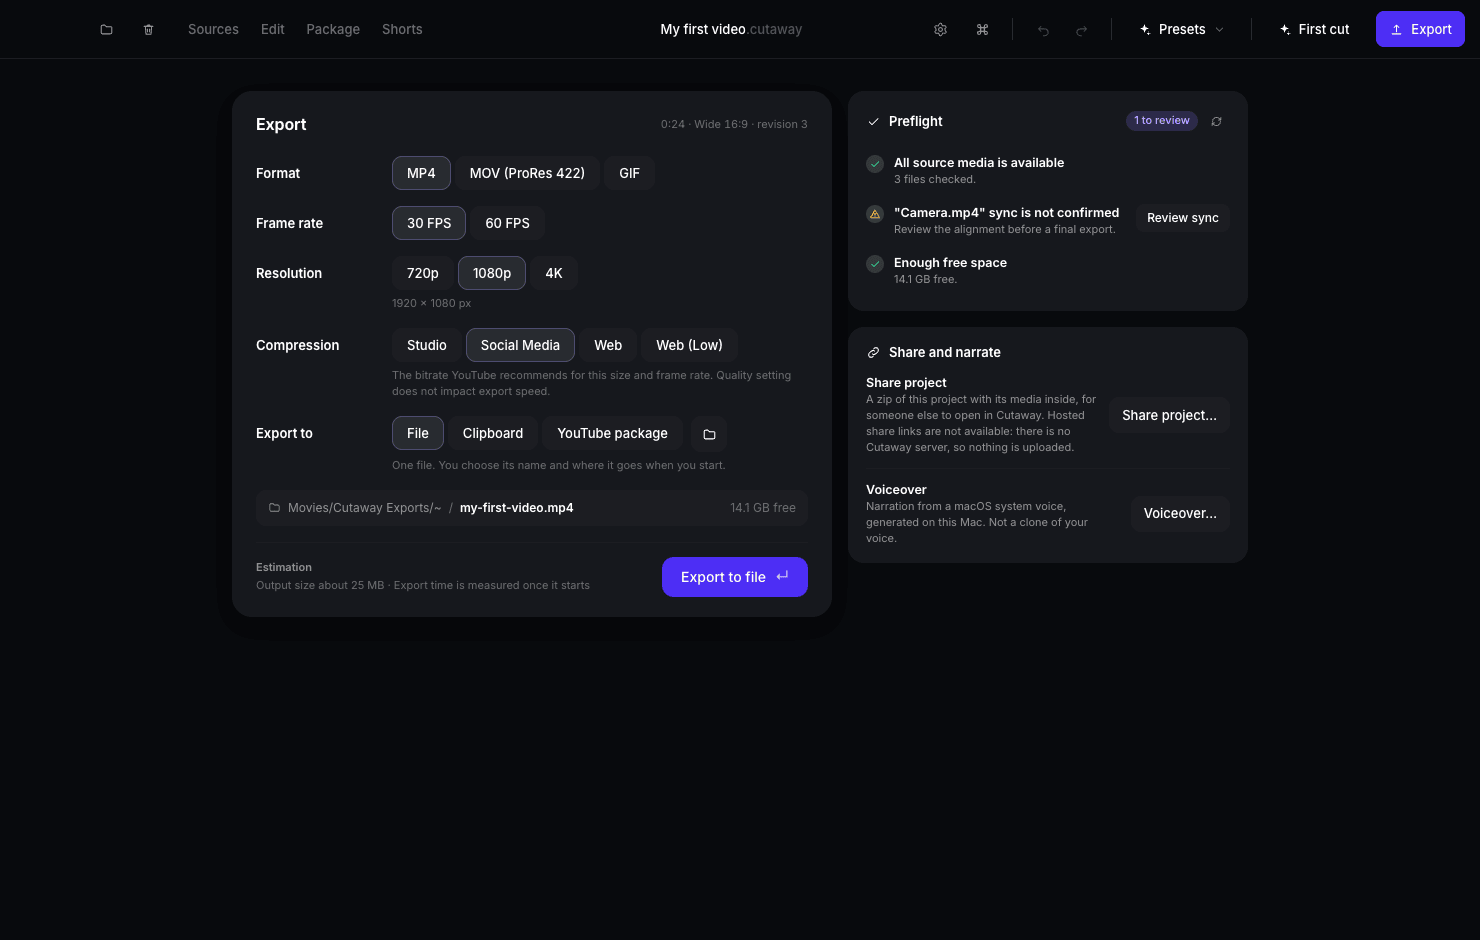 Sources Edit Package Shorts
My first video.cutaway
Presets
First cut
Export
Export
0:24 · Wide 16:9 · revision 3
Format
MP4 MOV (ProRes 422) GIF
Frame rate
30 FPS 60 FPS
Resolution
720p 1080p 4K
1920 × 1080 px
Compression
Studio Social Media Web Web (Low)
The bitrate YouTube recommends for this size and frame rate. Quality setting
does not impact export speed.
Export to
File Clipboard YouTube package
One file. You choose its name and where it goes when you start.
Movies/Cutaway Exports/~ / my-first-video.mp4
14.1 GB free
Estimation
Output size about 25 MB · Export time is measured once it starts
Export to file
Preflight
1 to review
All source media is available
3 files checked.
"Camera.mp4" sync is not confirmed
Review the alignment before a final export.
Review sync
Enough free space
14.1 GB free.
Share and narrate
Share project
A zip of this project with its media inside, for
someone else to open in Cutaway. Hosted
share links are not available: there is no
Cutaway server, so nothing is uploaded.
Share project...
Voiceover
Narration from a macOS system voice,
generated on this Mac. Not a clone of your
voice.
Voiceover...